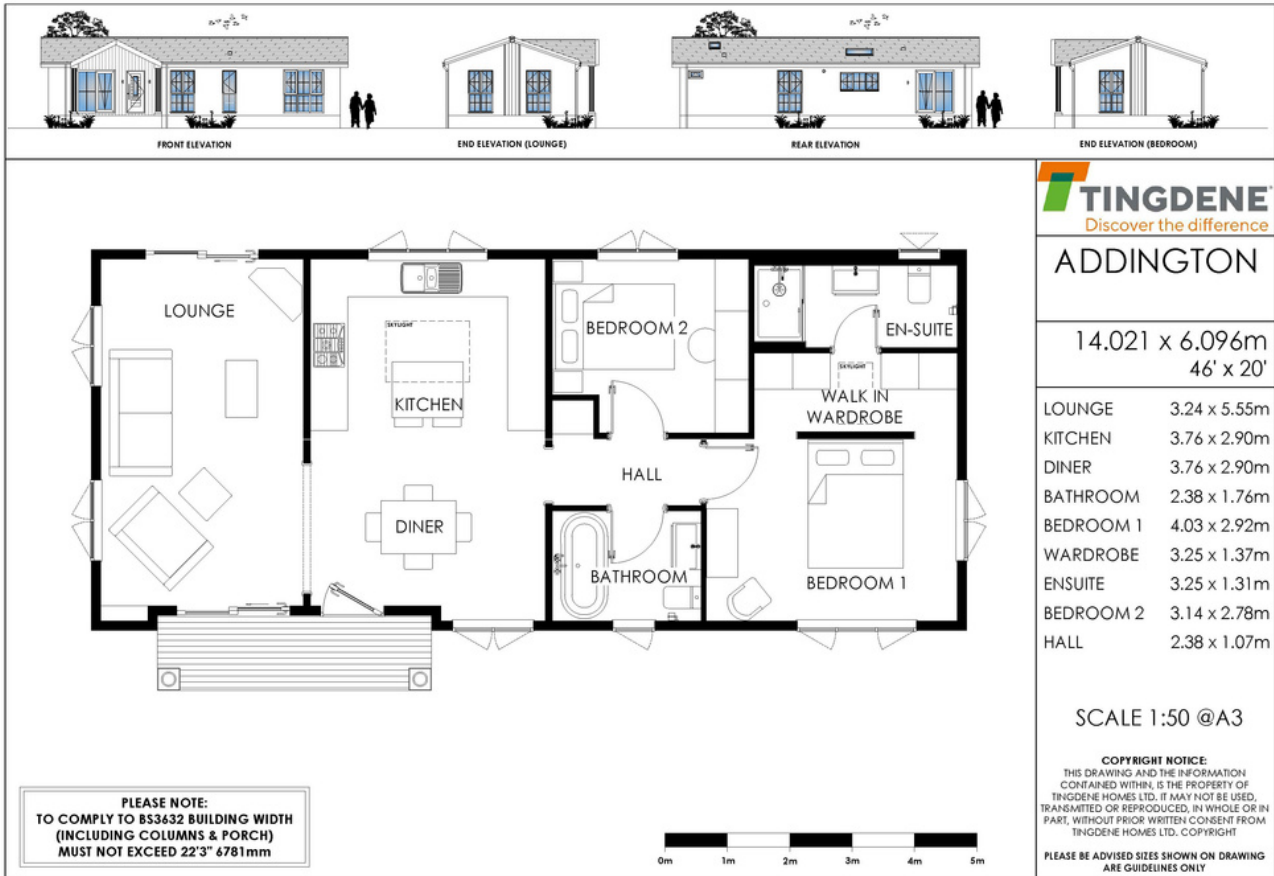 FRONT ELEVATION
END ELEVATION (LOUNGE)
REAR ELEVATION
END ELEVATION (BEDROOM)
TINGDENE
Discover the difference
ADDINGTON
14.021 x 6.096m
46' x 20'
LOUNGE 3.24 x 5.55m
KITCHEN 3.76 x 2.90m
DINER 3.76 x 2.90m
BATHROOM 2.38 x 1.76m
BEDROOM 1 4.03 x 2.92m
WARDROBE 3.25 x 1.37m
ENSUITE 3.25 x 1.31m
BEDROOM 2 3.14 x 2.78m
HALL 2.38 x 1.07m
SCALE 1:50 @A3
COPYRIGHT NOTICE:
THIS DRAWING AND THE INFORMATION
CONTAINED WITHIN, IS THE PROPERTY OF
TINGDENE HOMES LTD. IT MAY NOT BE USED,
TRANSMITTED OR REPRODUCED, IN WHOLE OR IN
PART, WITHOUT PRIOR WRITTEN CONSENT FROM
TINGDENE HOMES LTD. COPYRIGHT
PLEASE BE ADVISED SIZES SHOWN ON DRAWING
ARE GUIDELINES ONLY
LOUNGE
SKYLIGHT
KITCHEN
DINER
BEDROOM 2
EN-SUITE
SKYLIGHT
WALK IN
WARDROBE
HALL
BATHROOM
BEDROOM 1
PLEASE NOTE:
TO COMPLY TO BS3632 BUILDING WIDTH
(INCLUDING COLUMNS & PORCH)
MUST NOT EXCEED 22'3" 6781mm
0m 1m 2m 3m 4m 5m